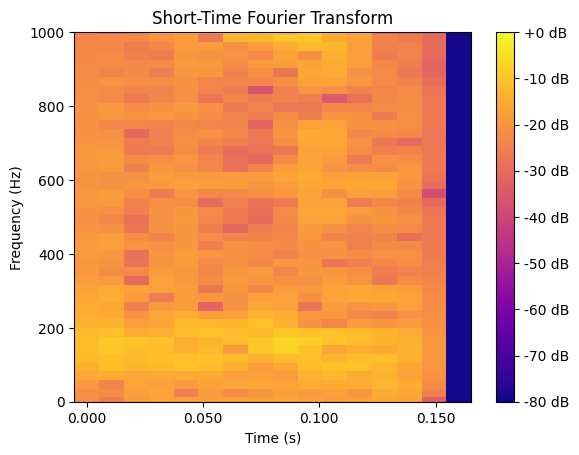 Short-Time Fourier Transform
1000
800
600
400
200
0
Frequency (Hz)
0.000
0.050
0.100
0.150
Time (s)
+0 dB
-10 dB
-20 dB
-30 dB
-40 dB
-50 dB
-60 dB
-70 dB
-80 dB